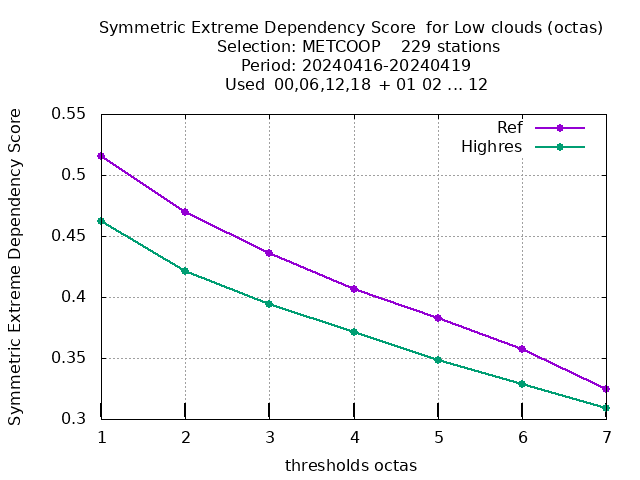 Symmetric Extreme Dependency Score  for Low clouds (octas)
Selection: METCOOP    229 stations
Period: 20240416-20240419
Used  00,06,12,18  + 01 02 ... 12
Symmetric Extreme Dependency Score
0.55
0.5
0.45
0.4
0.35
0.3
Ref
Highres
1 2 3 4 5 6 7
thresholds octas